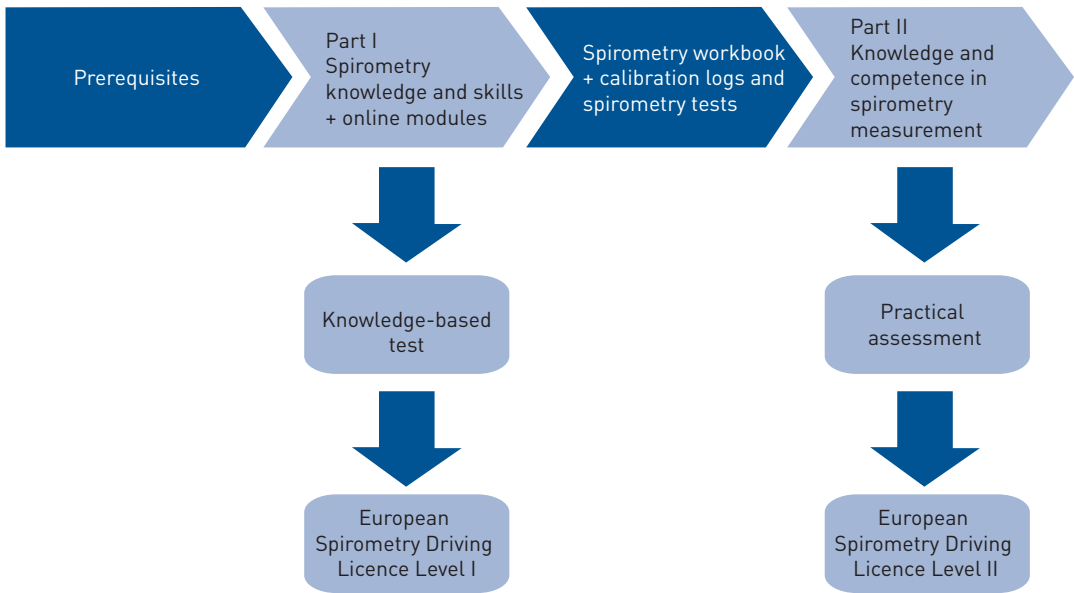 Prerequisites
Part I
Spirometry
knowledge and skills
+ online modules
Spirometry workbook
+ calibration logs and
spirometry tests
Part II
Knowledge and
competence in
spirometry
measurement
Knowledge-based
test
Practical
assessment
European
Spirometry Driving
Licence Level I
European
Spirometry Driving
Licence Level II